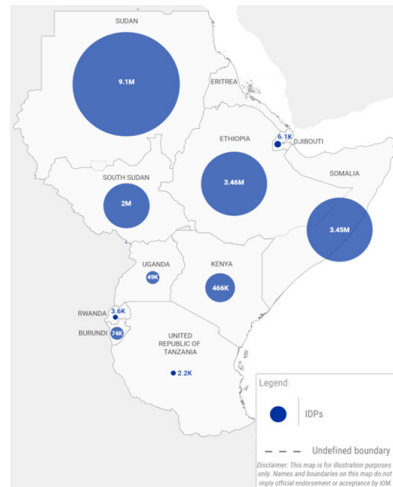 SUDAN
9.1M
ERITREA
ETHIOPIA
6.1K
DJIBOUTI
SOUTH SUDAN
2M
3.46M
SOMALIA
3.45M
UGANDA
49K
KENYA
466K
RWANDA
3.6K
BURUNDI
74K
UNITED
REPUBLIC OF
TANZANIA
2.2K
Legend:
IDPs
Undefined boundary
Disclaimer: This map is for illustration purposes
only. Names and boundaries on this map do not
imply official endorsement or acceptance by IOM.